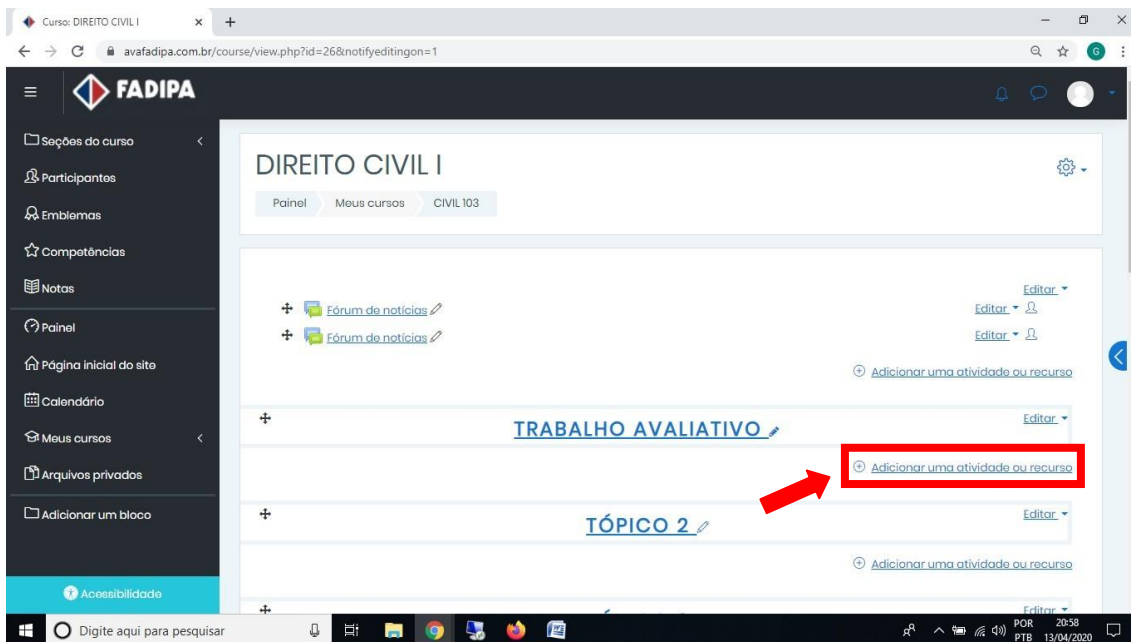 Curso: DIREITO CIVIL I
avafadipa.com.br/course/view.php?id=26&notifyeditingon=1
G
FADIPA
Seções do curso
Participantes
Emblemas
Competências
Notas
Painel
Página inicial do site
Calendário
Meus cursos
Arquivos privados
Adicionar um bloco
Acessibilidade
DIREITO CIVIL I
Painel Meus cursos CIVIL 103
Editar
Fórum de notícias Editar
Fórum de notícias Editar
Adicionar uma atividade ou recurso
TRABALHO AVALIATIVO Editar
Adicionar uma atividade ou recurso
TÓPICO 2 Editar
Adicionar uma atividade ou recurso
Editar
Digite aqui para pesquisar
POR 20:58
PTB 13/04/2020